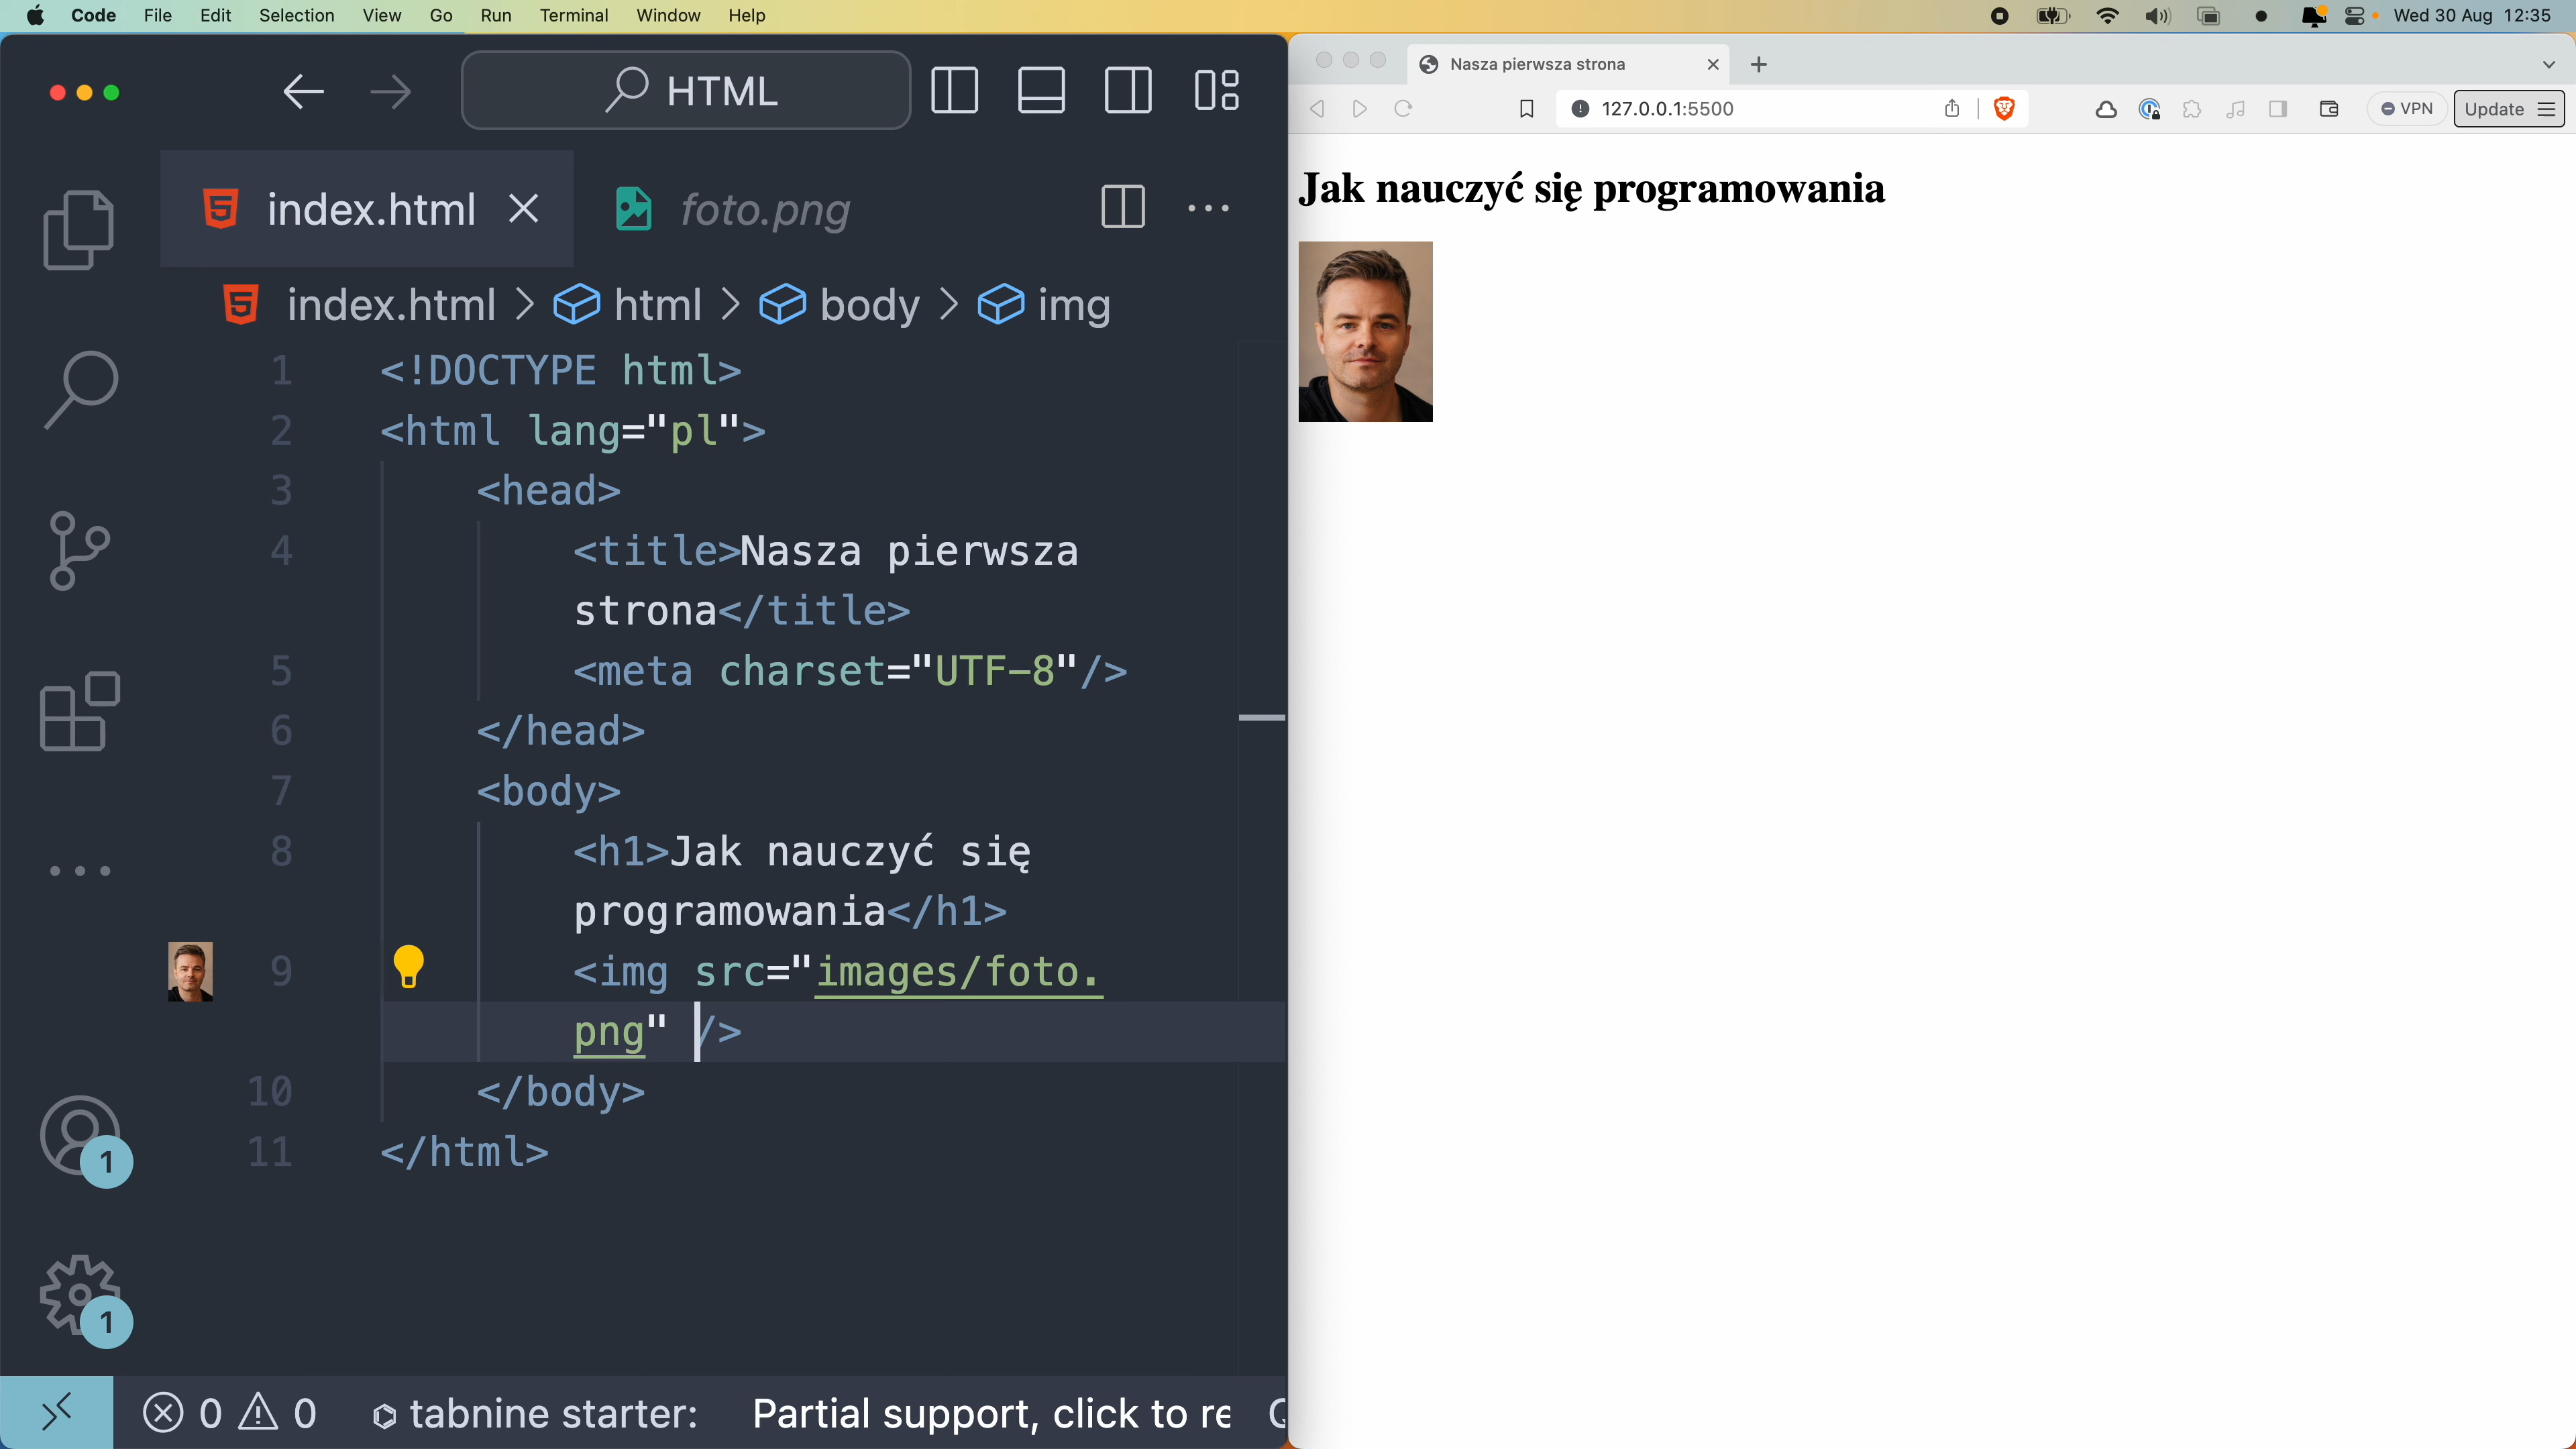 Code File Edit Selection View Go Run Terminal Window Help
Wed 30 Aug 12:35
HTML
index.html
foto.png
index.html > html > body > img
1 <!DOCTYPE html>
2 <html lang="pl">
3 <head>
4 <title>Nasza pierwsza
strona</title>
5 <meta charset="UTF-8"/>
6 </head>
7 <body>
8 <h1>Jak nauczyć się
programowania</h1>
9 <img src="images/foto.
png" />
10 </body>
11 </html>
1
1
0 0 tabnine starter: Partial support, click to re
Nasza pierwsza strona
127.0.0.1:5500
VPN
Update
Jak nauczyć się programowania